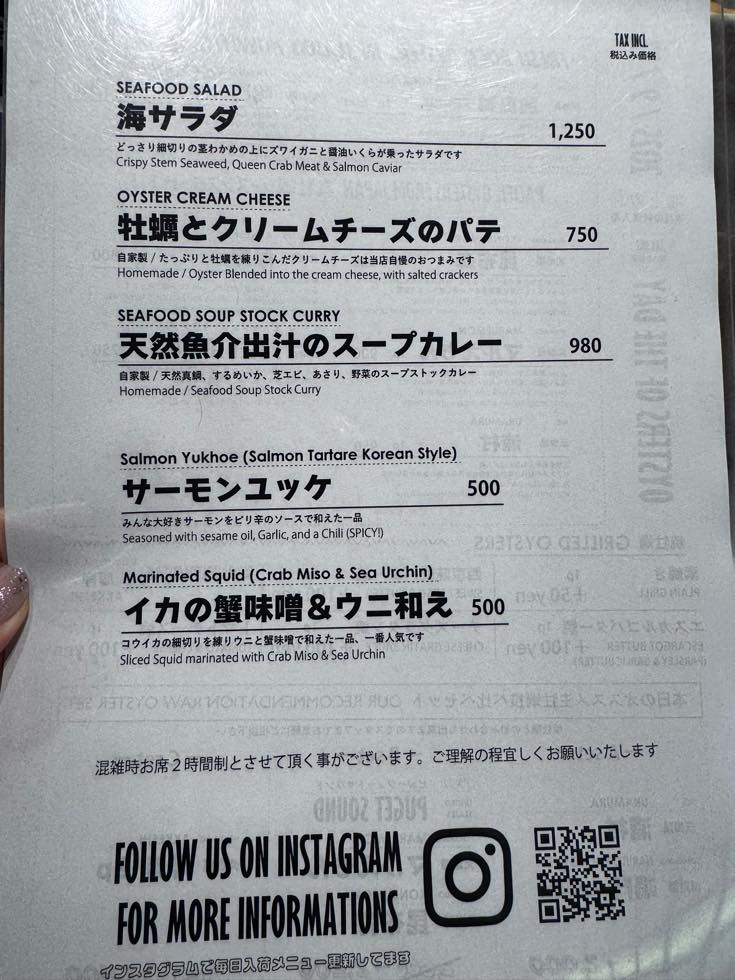 TAX INCL.
税込み価格
SEAFOOD SALAD
海サラダ 1,250
どっさり細切りの茎わかめの上にズワイガニと醤油いくらが乗ったサラダです
Crispy Stem Seaweed, Queen Crab Meat & Salmon Caviar
OYSTER CREAM CHEESE
牡蠣とクリームチーズのパテ 750
自家製 / たっぷりと牡蠣を練りこんだクリームチーズは当店自慢のおつまみです
Homemade / Oyster Blended into the cream cheese, with salted crackers
SEAFOOD SOUP STOCK CURRY
天然魚介出汁のスープカレー 980
自家製 / 天然真鯛、するめいか、芝エビ、あさり、野菜のスープストックカレー
Homemade / Seafood Soup Stock Curry
Salmon Yukhoe (Salmon Tartare Korean Style)
サーモンユッケ 500
みんな大好きサーモンをピリ辛のソースで和えた一品
Seasoned with sesame oil, Garlic, and a Chili (SPICY!)
Marinated Squid (Crab Miso & Sea Urchin)
イカの蟹味噌&ウニ和え 500
コウイカの細切りを練りウニと蟹味噌で和えた一品、一番人気です
Sliced Squid marinated with Crab Miso & Sea Urchin
混雑時お席2時間制とさせて頂く事がございます。ご理解の程宜しくお願いいたします
FOLLOW US ON INSTAGRAM
FOR MORE INFORMATIONS
インスタグラムで毎日入荷メニュー更新してます